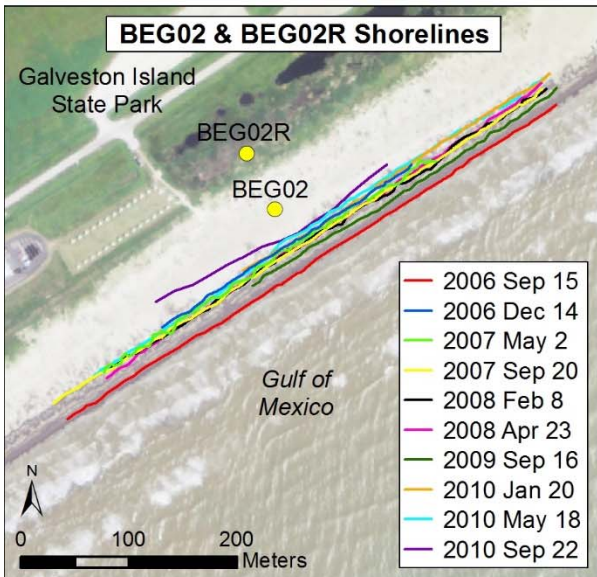 BEG02 & BEG02R Shorelines
Galveston Island
State Park
BEG02R
BEG02
2006 Sep 15
2006 Dec 14
2007 May 2
2007 Sep 20
2008 Feb 8
2008 Apr 23
2009 Sep 16
2010 Jan 20
2010 May 18
2010 Sep 22
Gulf of
Mexico
N
0 100 200
Meters